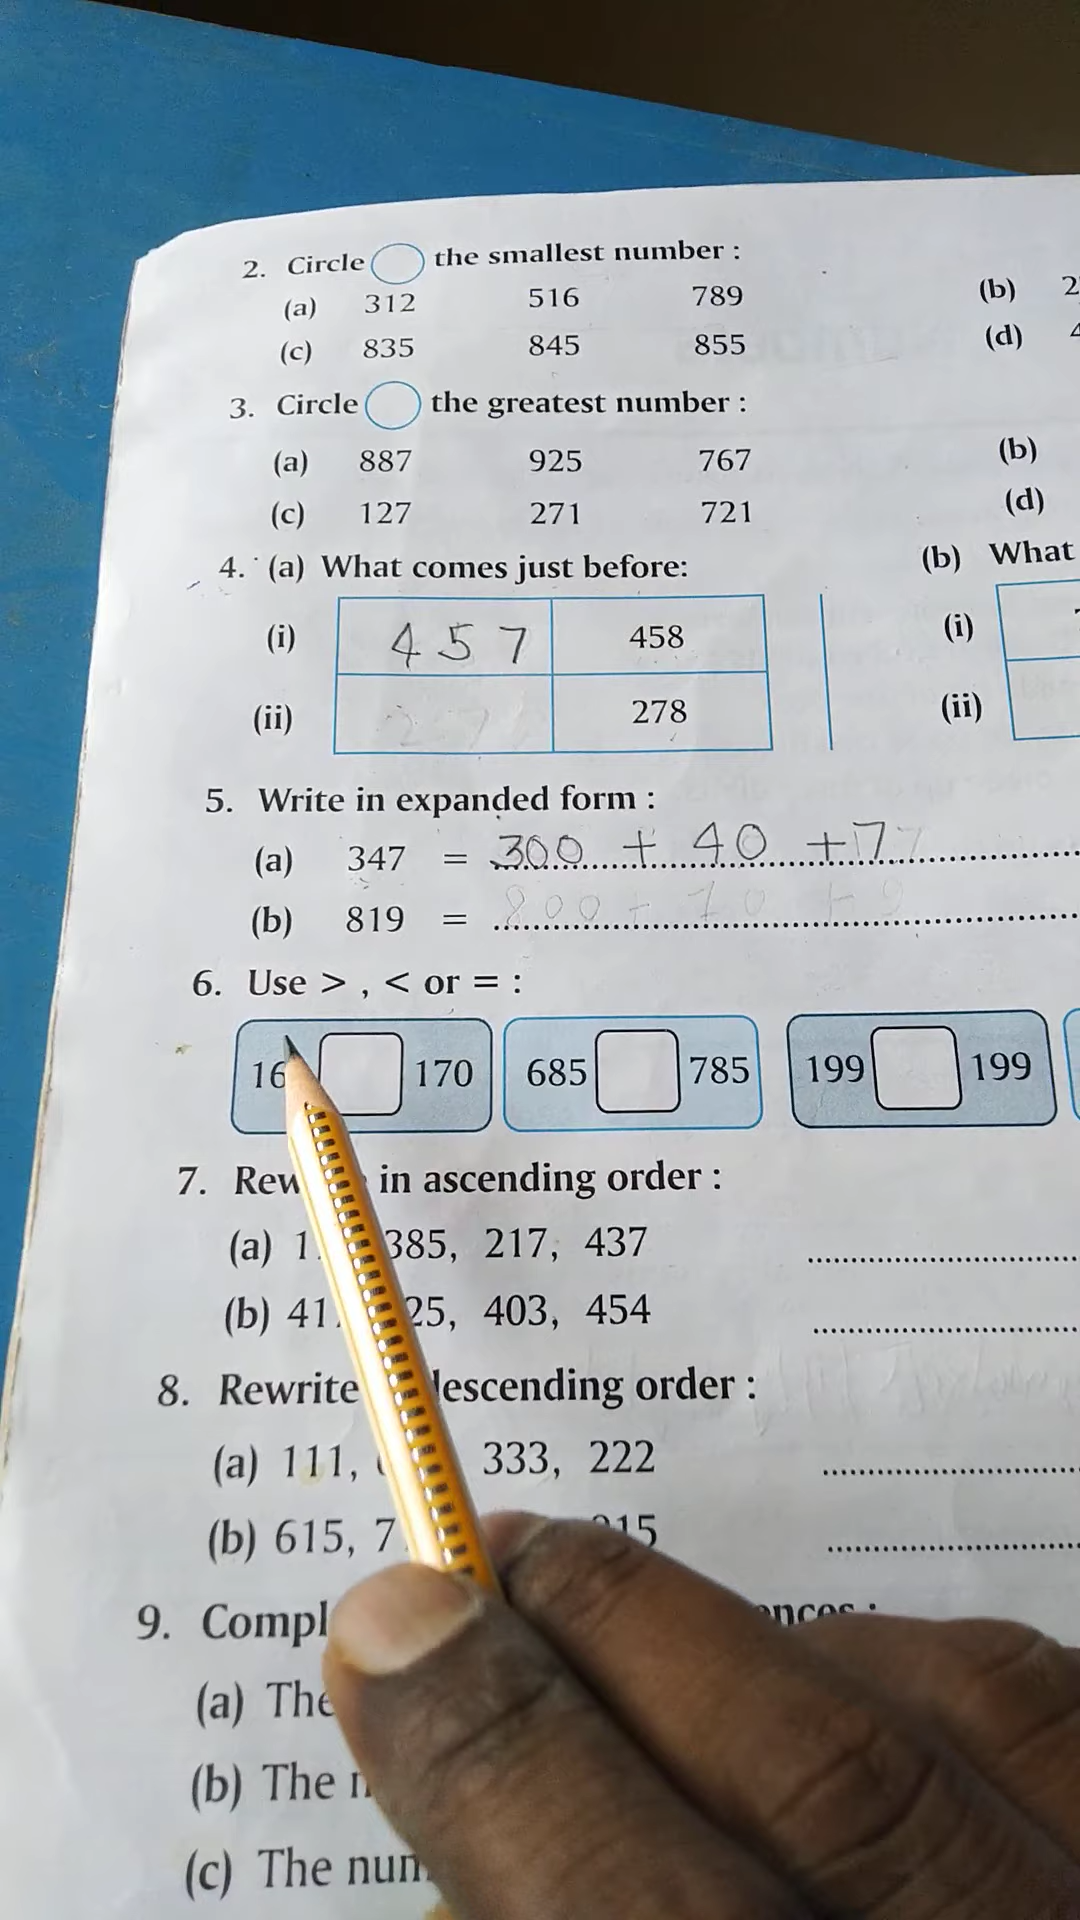 2. Circle the smallest number :
(a) 312 516 789 (b)
(c) 835 845 855 (d)
3. Circle the greatest number :
(a) 887 925 767 (b)
(c) 127 271 721 (d)
4. (a) What comes just before: (b) What
(i) 457 458 (i)
(ii) 278 (ii)
5. Write in expanded form :
(a) 347 = 300 + 40 + 7
(b) 819 =
6. Use > , < or = :
170 685 785 199 199
7. in ascending order :
(a) 385, 217, 437
(b) 403, 454
8. Rewrite descending order :
(a) 111, 333, 222
(b) 615,
9.
(a) The
(b) The
(c) The